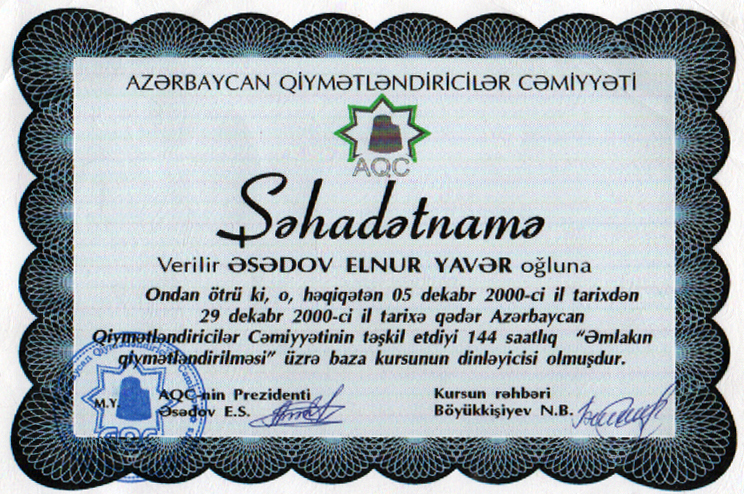 AZƏRBAYCAN QİYMƏTLƏNDİRİCİLƏR CƏMİYYƏTİ
AQC
Şəhadətnamə
Verilir ƏSƏDOV ELNUR YAVƏR oğluna
Ondan ötrü ki, o, həqiqətən 05 dekabr 2000-ci il tarixdən
29 dekabr 2000-ci il tarixə qədər Azərbaycan
Qiymətləndiricilər Cəmiyyətinin təşkil etdiyi 144 saatlıq “Əmlakın
qiymətləndirilməsi” üzrə baza kursunun dinləyicisi olmuşdur.
M.Y.
AQC-nin Prezidenti
Əsədov E.S.
Kursun rəhbəri
Böyükkişiyev N.B.
AQC